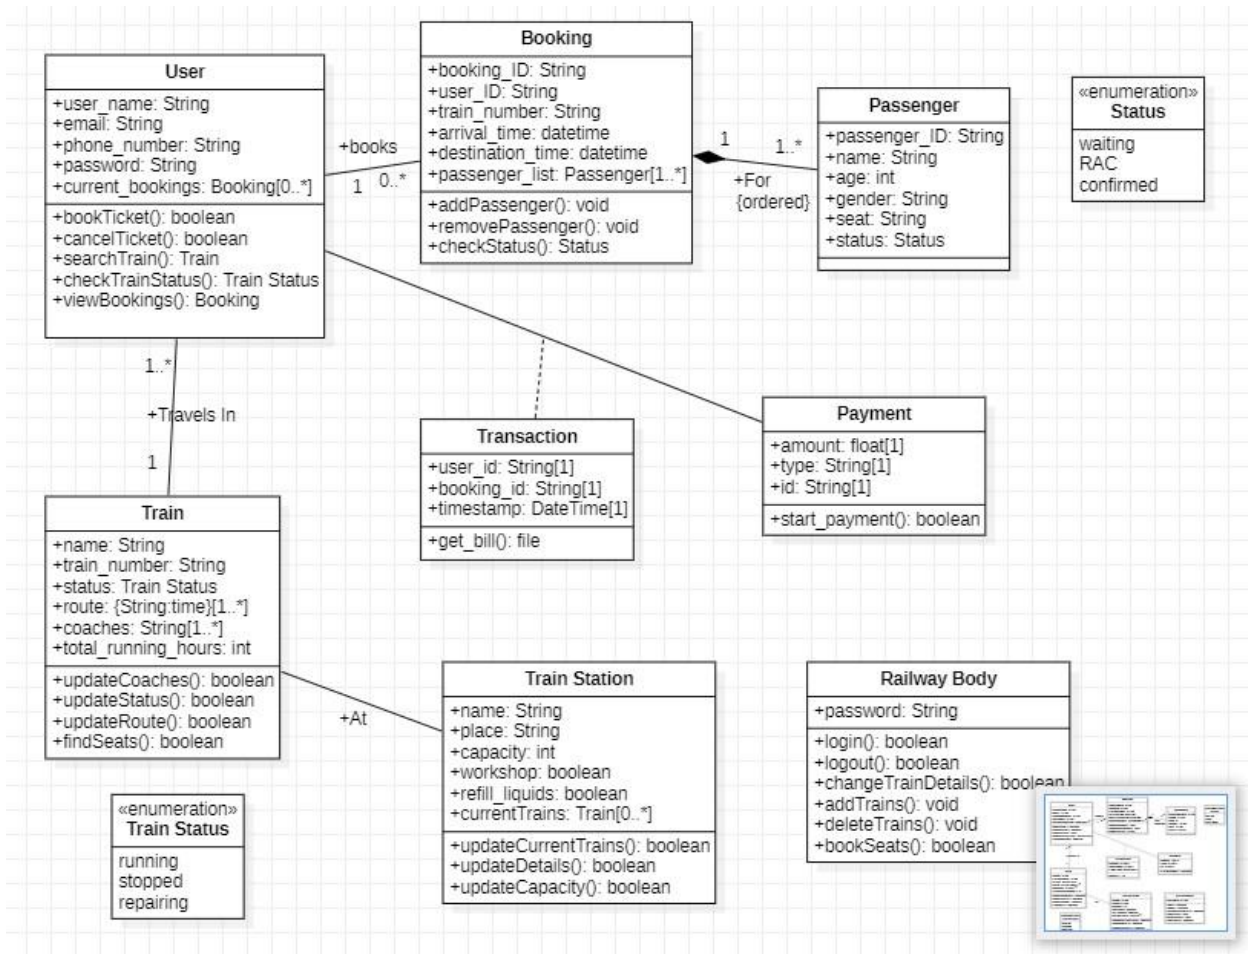 User
+user_name: String
+email: String
+phone_number: String
+password: String
+current_bookings: Booking[0..*]
+bookTicket(): boolean
+cancelTicket(): boolean
+searchTrain(): Train
+checkTrainStatus(): Train Status
+viewBookings(): Booking
+books
1
0..*
Booking
+booking_ID: String
+user_ID: String
+train_number: String
+arrival_time: datetime
+destination_time: datetime
+passenger_list: Passenger[1..*]
+addPassenger(): void
+removePassenger(): void
+checkStatus(): Status
1
1..*
+For
{ordered}
Passenger
+passenger_ID: String
+name: String
+age: int
+gender: String
+seat: String
+status: Status
«enumeration»
Status
waiting
RAC
confirmed
1..*
+Travels In
1
Transaction
+user_id: String[1]
+booking_id: String[1]
+timestamp: DateTime[1]
+get_bill(): file
Payment
+amount: float[1]
+type: String[1]
+id: String[1]
+start_payment(): boolean
Train
+name: String
+train_number: String
+status: Train Status
+route: {String:time}[1..*]
+coaches: String[1..*]
+total_running_hours: int
+updateCoaches(): boolean
+updateStatus(): boolean
+updateRoute(): boolean
+findSeats(): boolean
+At
Train Station
+name: String
+place: String
+capacity: int
+workshop: boolean
+refill_liquids: boolean
+currentTrains: Train[0..*]
+updateCurrentTrains(): boolean
+updateDetails(): boolean
+updateCapacity(): boolean
Railway Body
+password: String
+login(): boolean
+logout(): boolean
+changeTrainDetails(): boolean
+addTrains(): void
+deleteTrains(): void
+bookSeats(): boolean
«enumeration»
Train Status
running
stopped
repairing